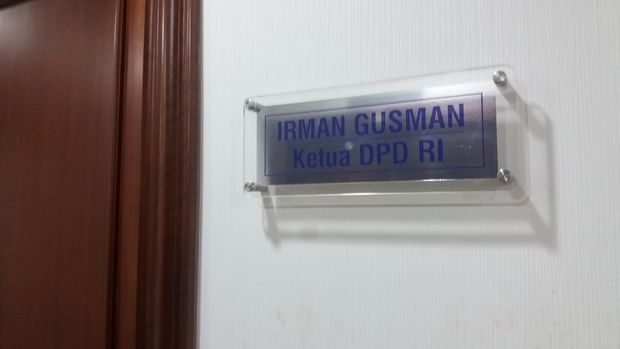 IRMAN GUSMAN
Ketua DPD RI